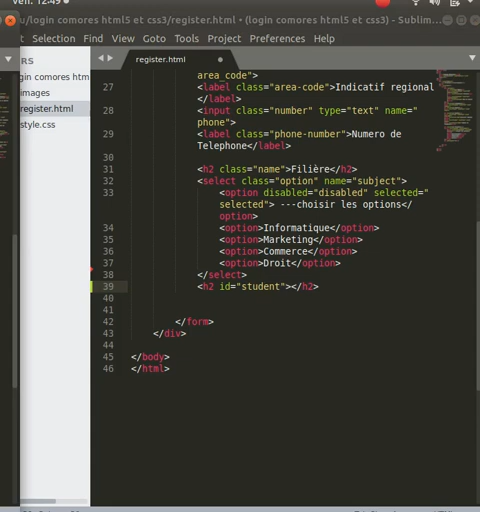 ven. 12:49
u/login comores html5 et css3/register.html • (login comores html5 et css3) - Sublim…
Selection Find View Goto Tools Project Preferences Help
register.html
RS
gin comores htm
images
register.html
style.css
area_code">
27 <label class="area-code">Indicatif regional
</label>
28 <input class="number" type="text" name="
phone">
29 <label class="phone-number">Numero de
Telephone</label>
30
31 <h2 class="name">Filière</h2>
32 <select class="option" name="subject">
33 <option disabled="disabled" selected="
selected"> ---choisir les options</
option>
34 <option>Informatique</option>
35 <option>Marketing</option>
36 <option>Commerce</option>
37 <option>Droit</option>
38 </select>
39 <h2 id="student"></h2>
40
41
42 </form>
43 </div>
44
45 </body>
46 </html>